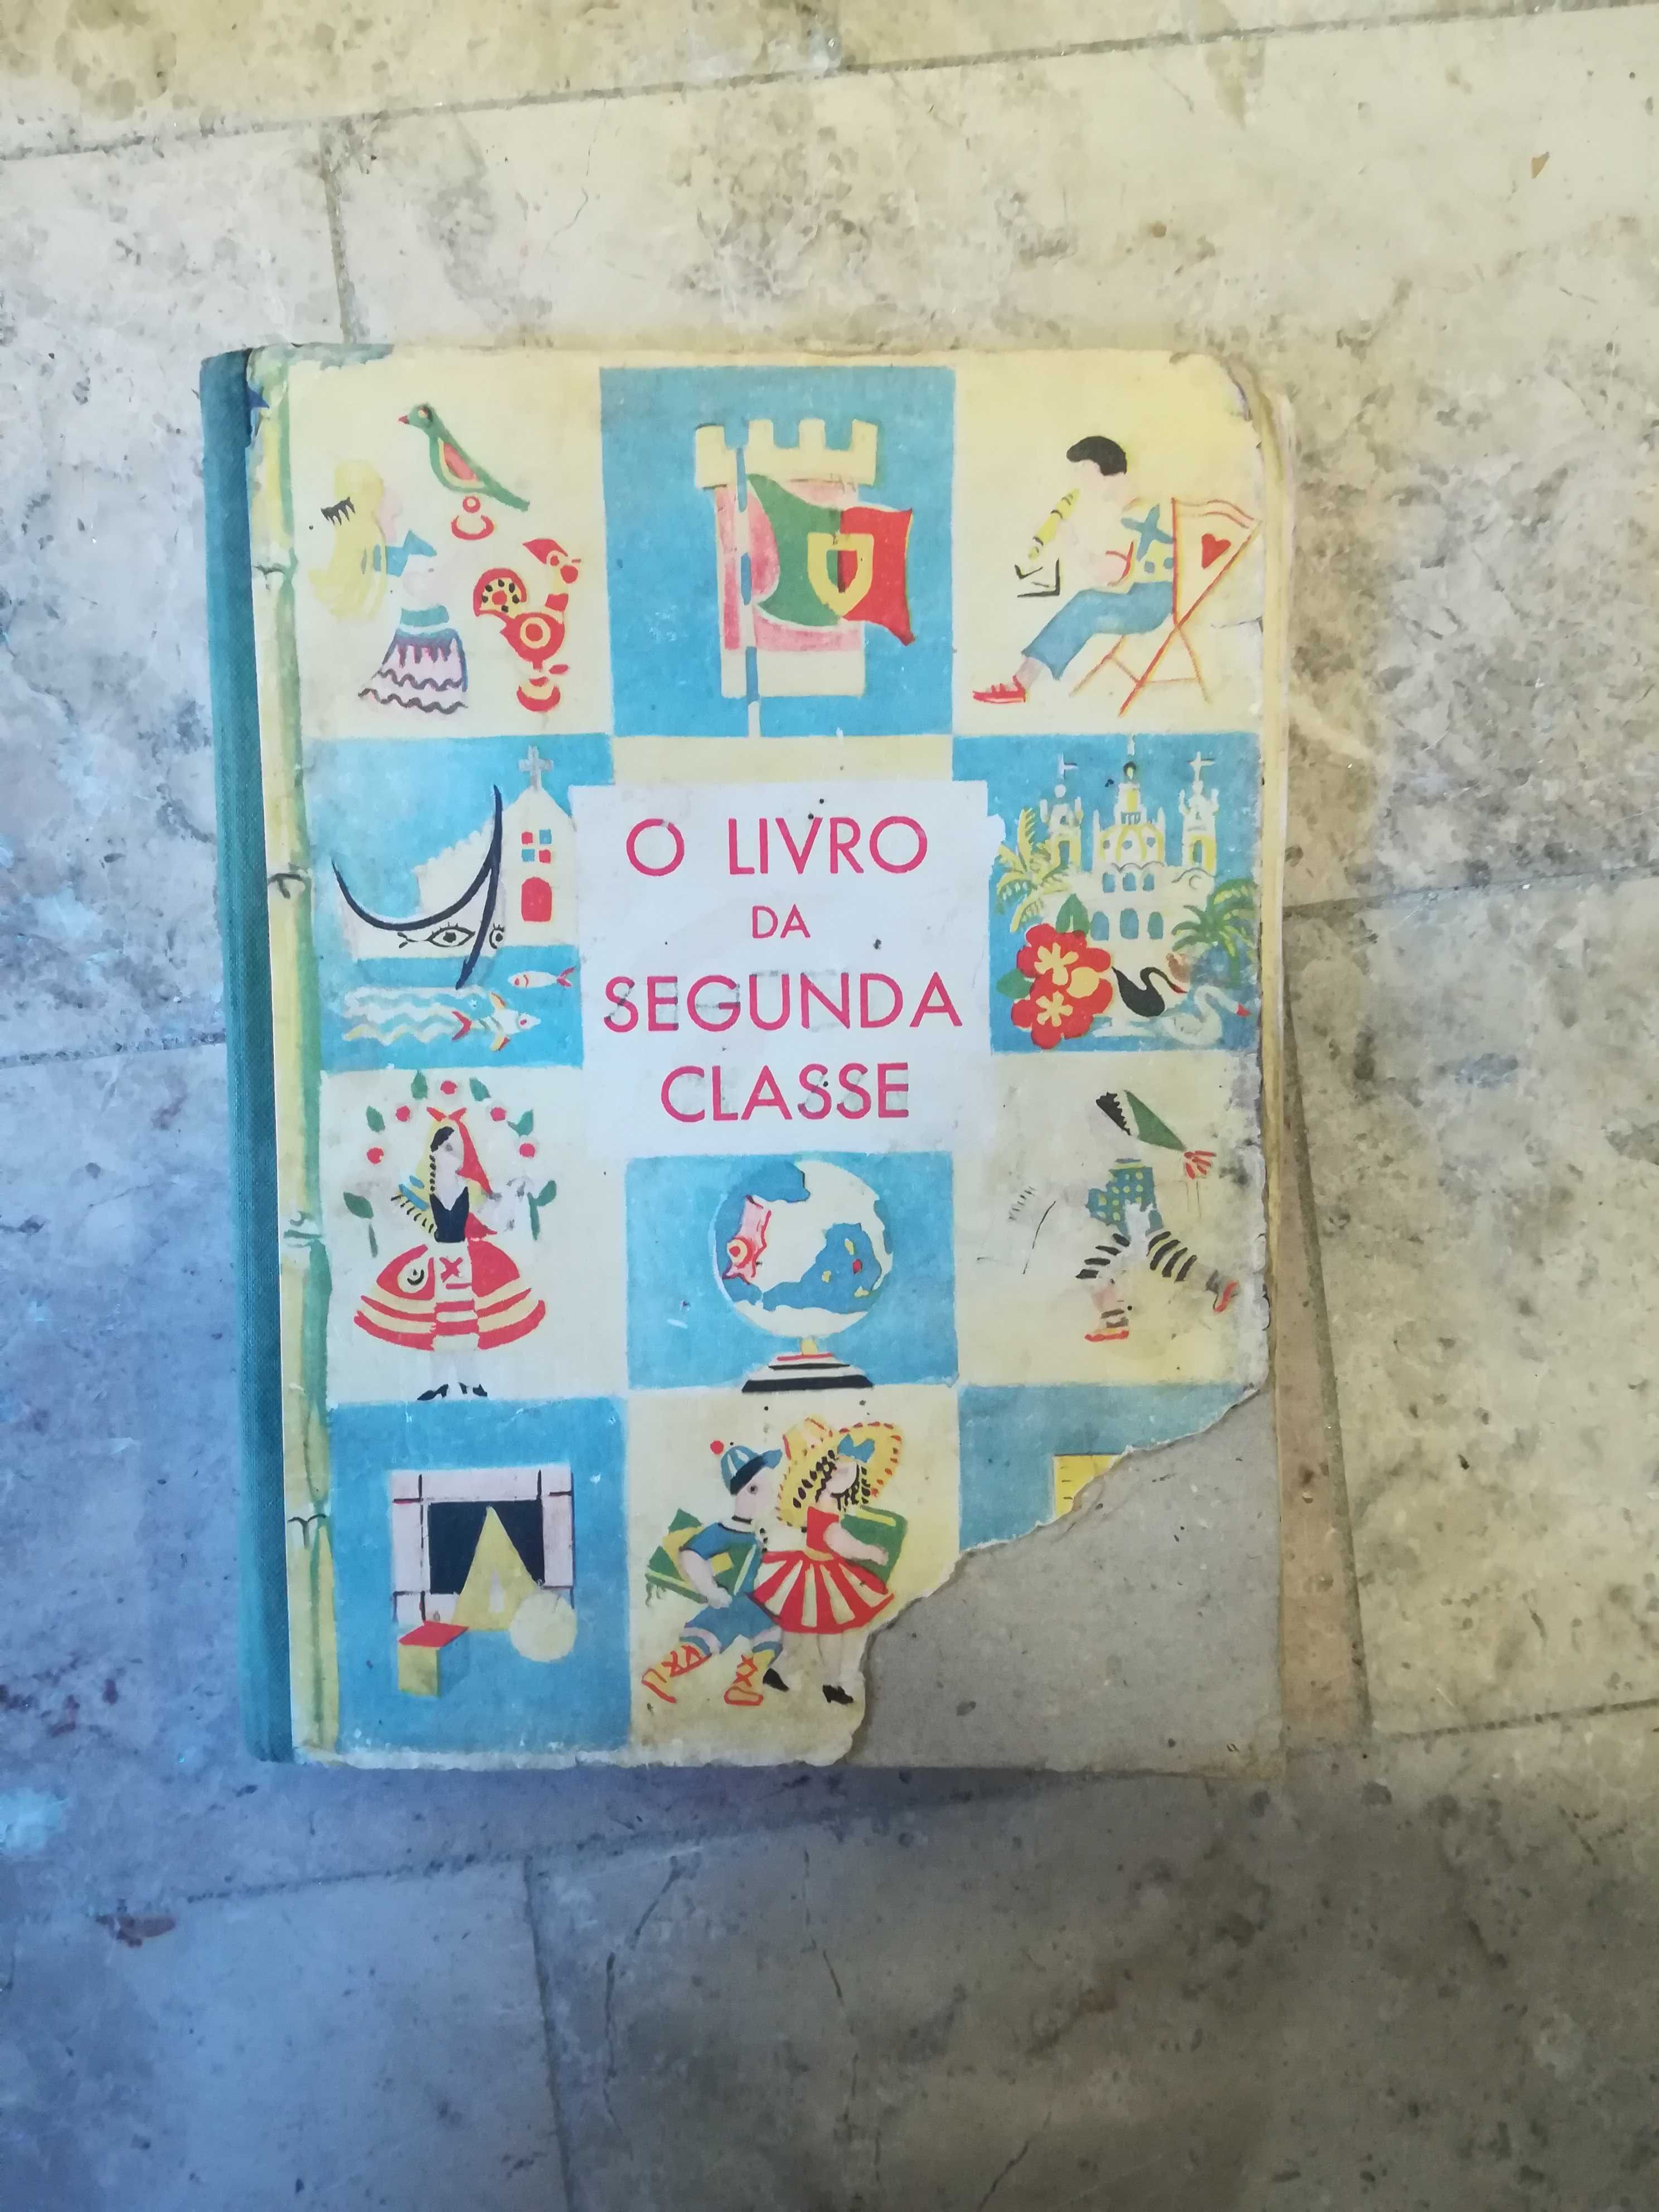 O LIVRO
DA
SEGUNDA
CLASSE